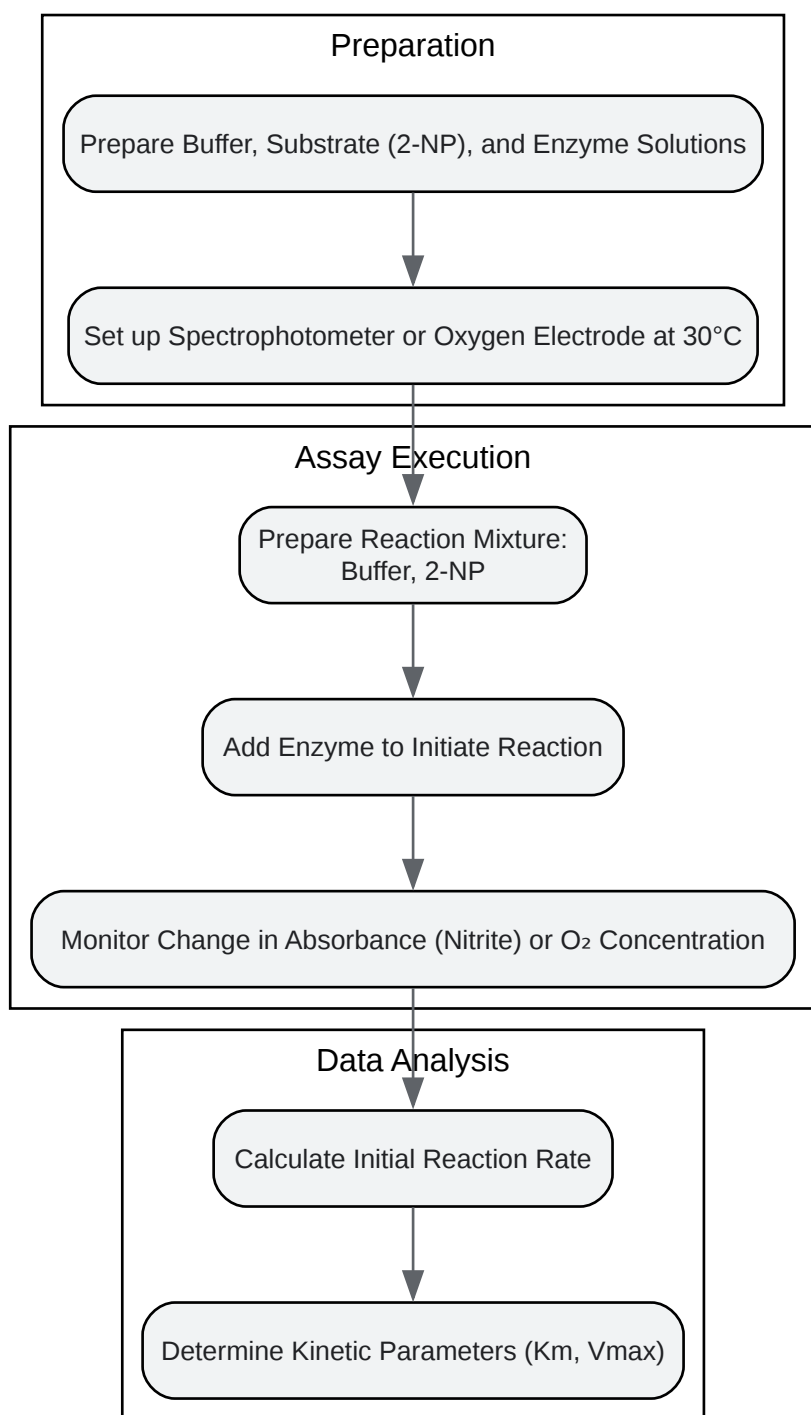 Preparation
Prepare Buffer, Substrate (2-NP), and Enzyme Solutions
Set up Spectrophotometer or Oxygen Electrode at 30°C
Assay Execution
Prepare Reaction Mixture:
Buffer, 2-NP
Add Enzyme to Initiate Reaction
Monitor Change in Absorbance (Nitrite) or O₂ Concentration
Data Analysis
Calculate Initial Reaction Rate
Determine Kinetic Parameters (Km, Vmax)